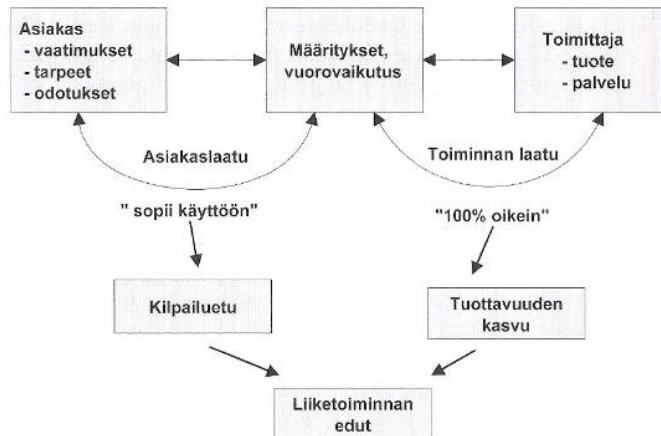 Asiakas
- vaatimukset
- tarpeet
- odotukset
Määritykset,
vuorovaikutus
Toimittaja
- tuote
- palvelu
Asiakaslaatu
Toiminnan laatu
" sopii käyttöön"
"100% oikein"
Kilpailuetu
Tuottavuuden
kasvu
Liiketoiminnan
edut